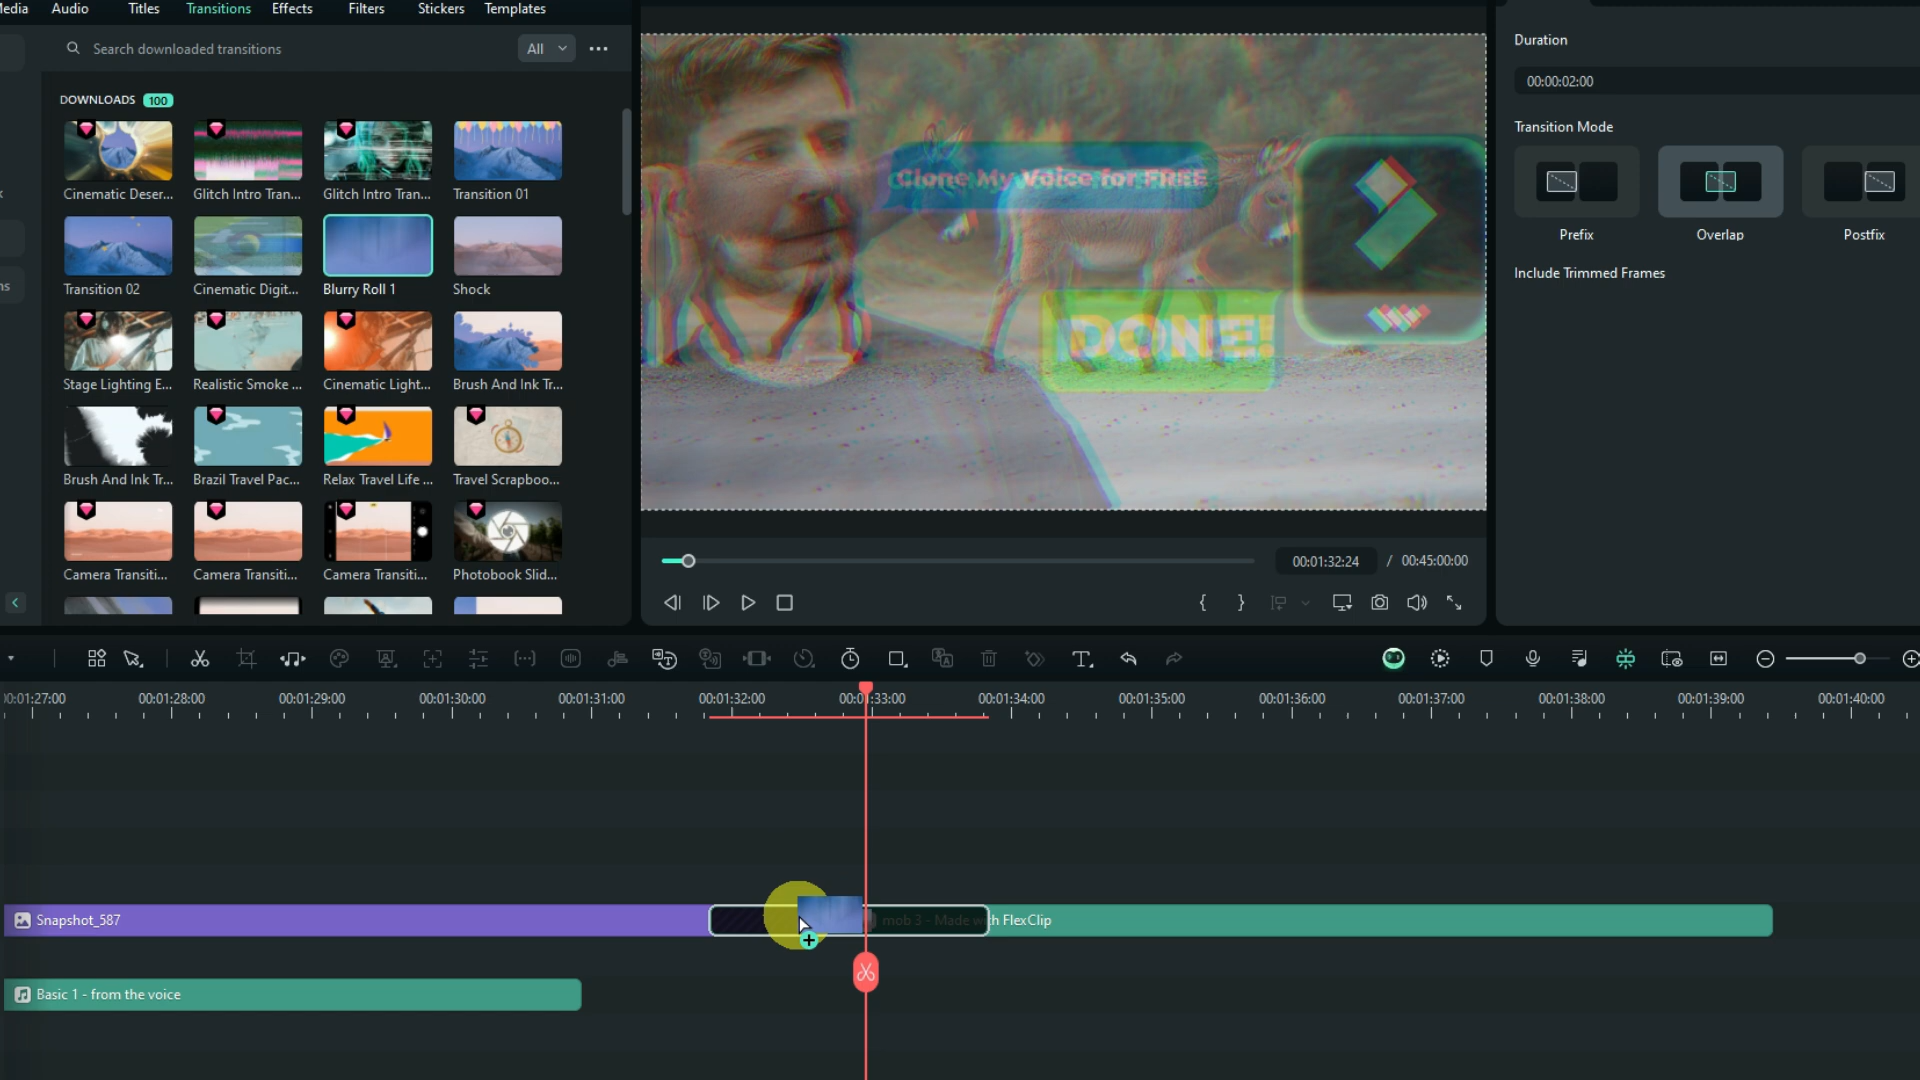 Media Audio Titles Transitions Effects Filters Stickers Templates
Search downloaded transitions
All
DOWNLOADS 100
Cinematic Deser...
Glitch Intro Tran...
Glitch Intro Tran...
Transition 01
Transition 02
Cinematic Digit...
Blurry Roll 1
Shock
Stage Lighting E...
Realistic Smoke ...
Cinematic Light...
Brush And Ink Tr...
Brush And Ink Tr...
Brazil Travel Pac...
Relax Travel Life ...
Travel Scrapboo...
Camera Transiti...
Camera Transiti...
Camera Transiti...
Photobook Slid...
Clone My Voice for FREE
DONE!
00:01:32:24 / 00:45:00:00
Duration
00:00:02:00
Transition Mode
Prefix
Overlap
Postfix
Include Trimmed Frames
00:01:27:00 00:01:28:00 00:01:29:00 00:01:30:00 00:01:31:00 00:01:32:00 00:01:33:00 00:01:34:00 00:01:35:00 00:01:36:00 00:01:37:00 00:01:38:00 00:01:39:00 00:01:40:00
Snapshot_587
mob 3 - Made with FlexClip
Basic 1 - from the voice